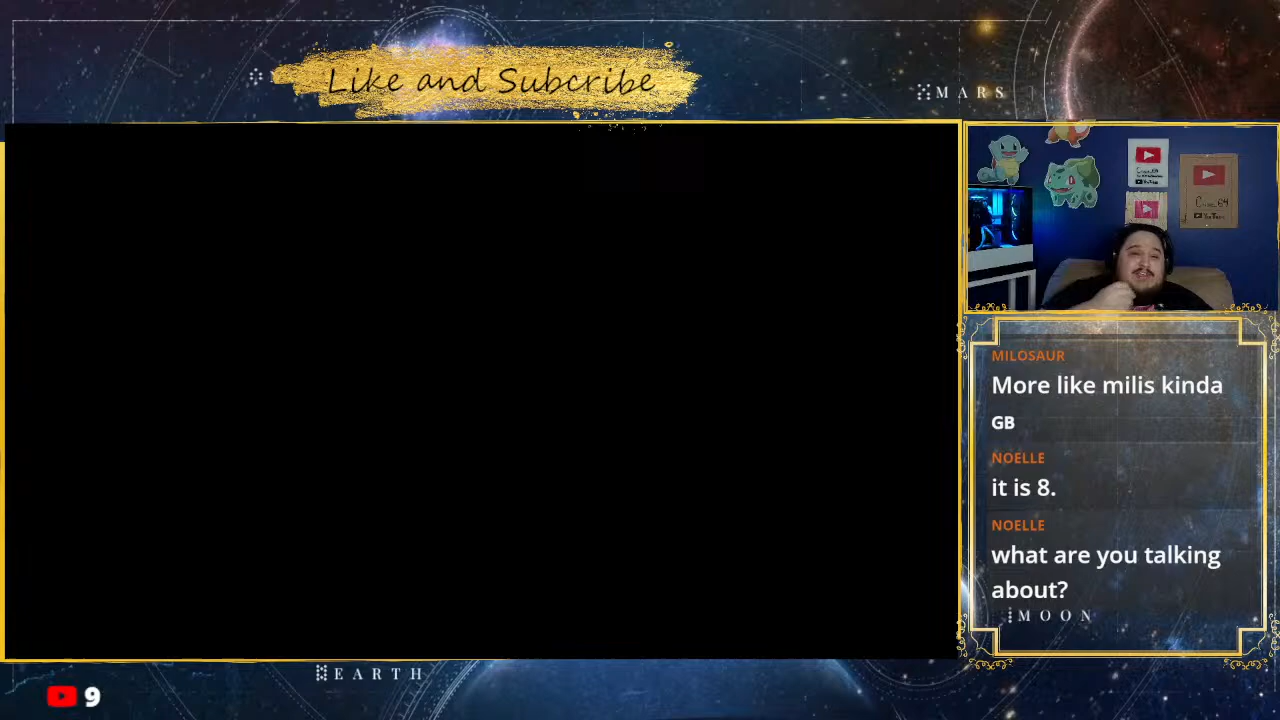 Like and Subcribe
MARS
MILOSAUR
More like milis kinda
GB
NOELLE
it is 8.
NOELLE
what are you talking
about?
MOON
EARTH
9